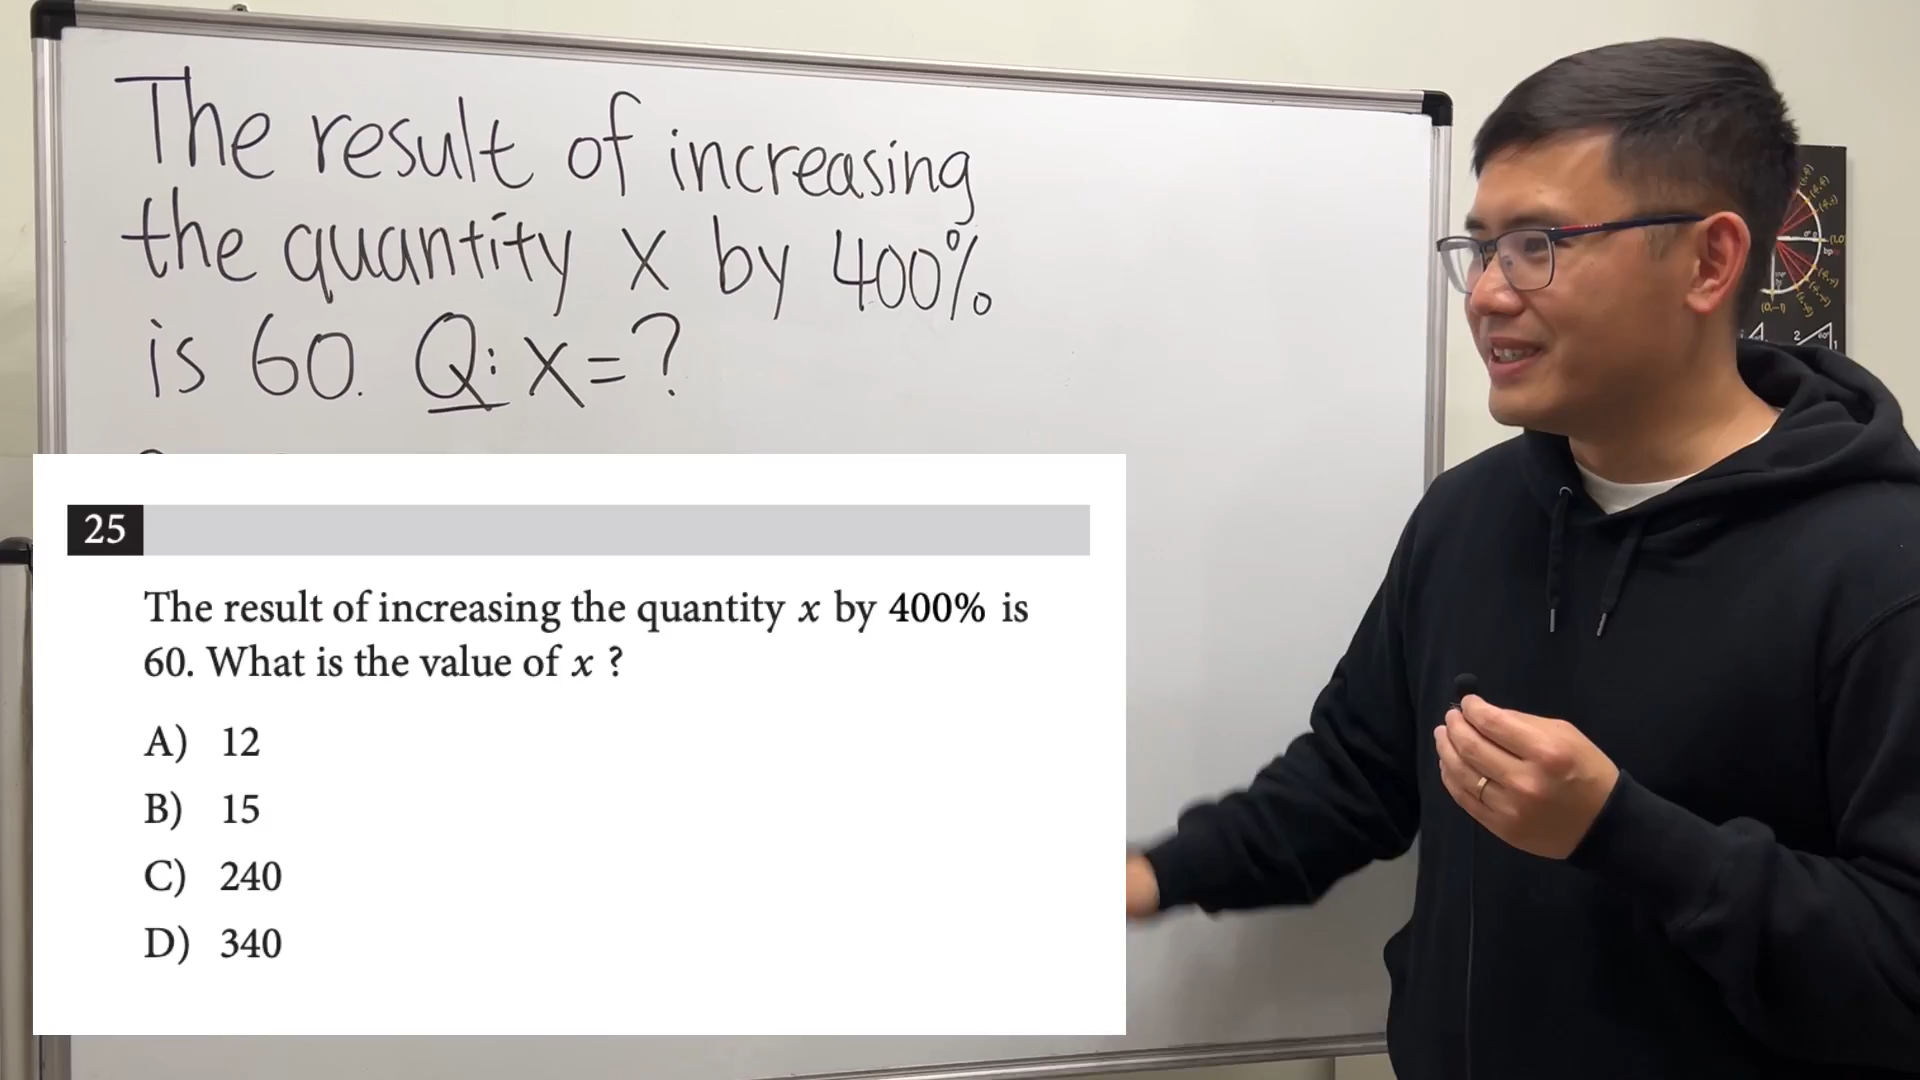 The result of increasing
the quantity x by 400%
is 60. Q: x=?
25
The result of increasing the quantity x by 400% is
60. What is the value of x ?
A) 12
B) 15
C) 240
D) 340